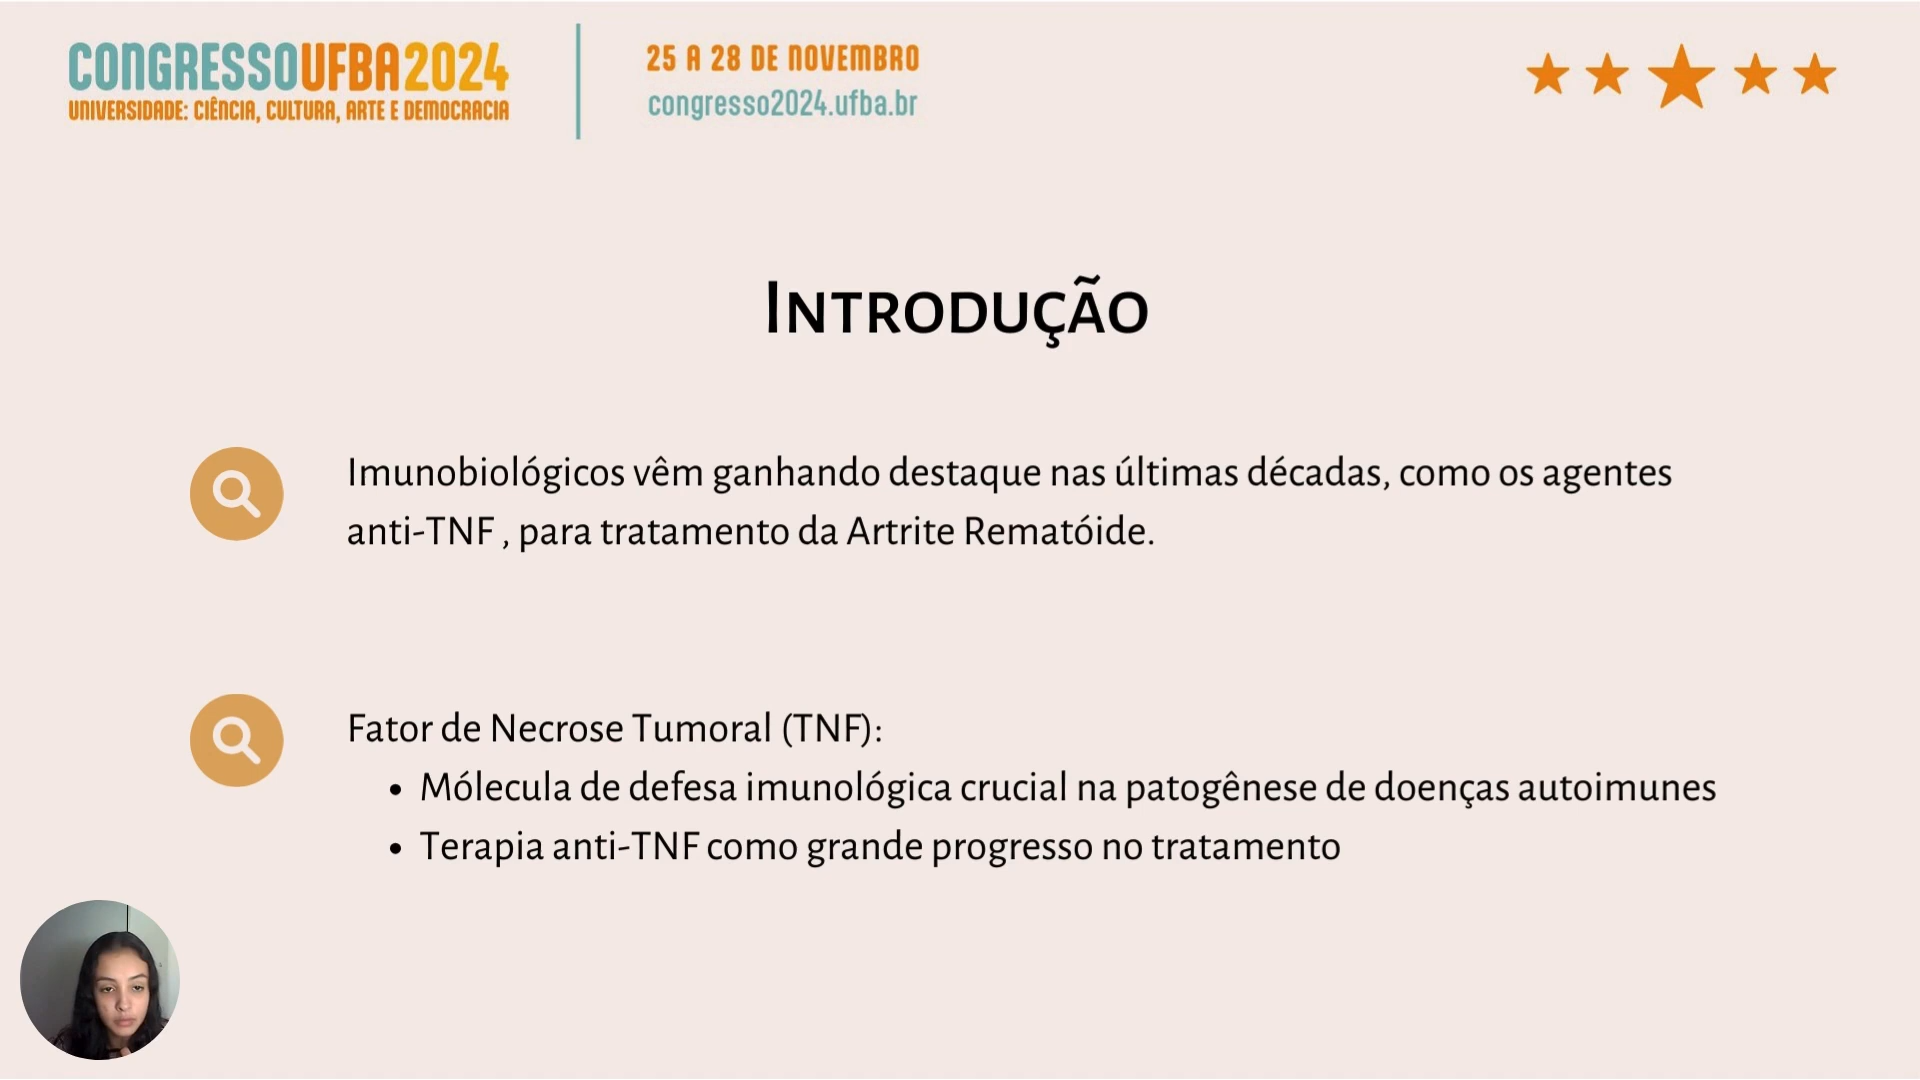 CONGRESSOUFBA2024
UNIVERSIDADE: CIÊNCIA, CULTURA, ARTE E DEMOCRACIA
25 A 28 DE NOVEMBRO
congresso2024.ufba.br
Introdução
Imunobiológicos vêm ganhando destaque nas últimas décadas, como os agentes
anti-TNF , para tratamento da Artrite Rematóide.
Fator de Necrose Tumoral (TNF):
• Mólecula de defesa imunológica crucial na patogênese de doenças autoimunes
• Terapia anti-TNF como grande progresso no tratamento